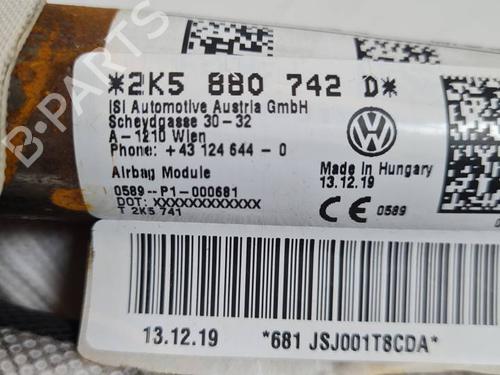 *2K5 880 742 D*
ISI Automotive Austria GmbH
Scheydgasse 30-32
A-1210 Wien
Phone: +43 124 644-0
Airbag Module
0589--P1-000681
DOT: XXXXXXXXXXXXX
T 2K5 741
Made in Hungary
13.12.19
CE 0589
13.12.19
*681 JSJ001T8CDA*
B-PARTS